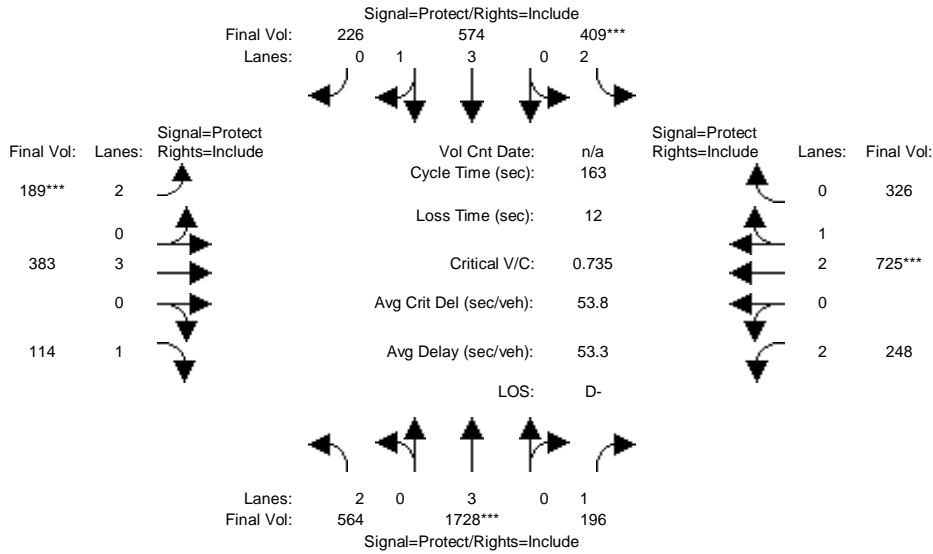 Signal=Protect/Rights=Include
Final Vol: 226 574 409***
Lanes: 0 1 3 0 2
Signal=Protect Signal=Protect
Final Vol: Lanes: Rights=Include Vol Cnt Date: n/a Rights=Include Lanes: Final Vol:
Cycle Time (sec): 163
189*** 2 0 326
Loss Time (sec): 12
0 1
383 3 Critical V/C: 0.735 2 725***
0 Avg Crit Del (sec/veh): 53.8 0
114 1 Avg Delay (sec/veh): 53.3 2 248
LOS: D-
Lanes: 2 0 3 0 1
Final Vol: 564 1728*** 196
Signal=Protect/Rights=Include